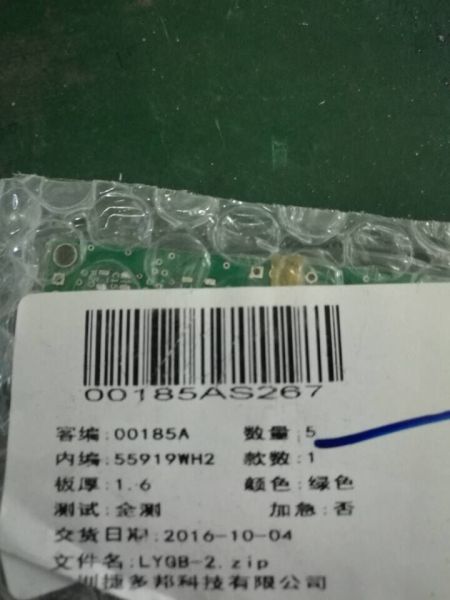 00185AS267
客编:00185A 数量:5
内编:55919WH2 款数:1
板厚:1.6 颜色:绿色
测试:全测 加急:否
交货日期:2016-10-04
文件名:LYGB-2.zip
圳捷多邦科技有限公司